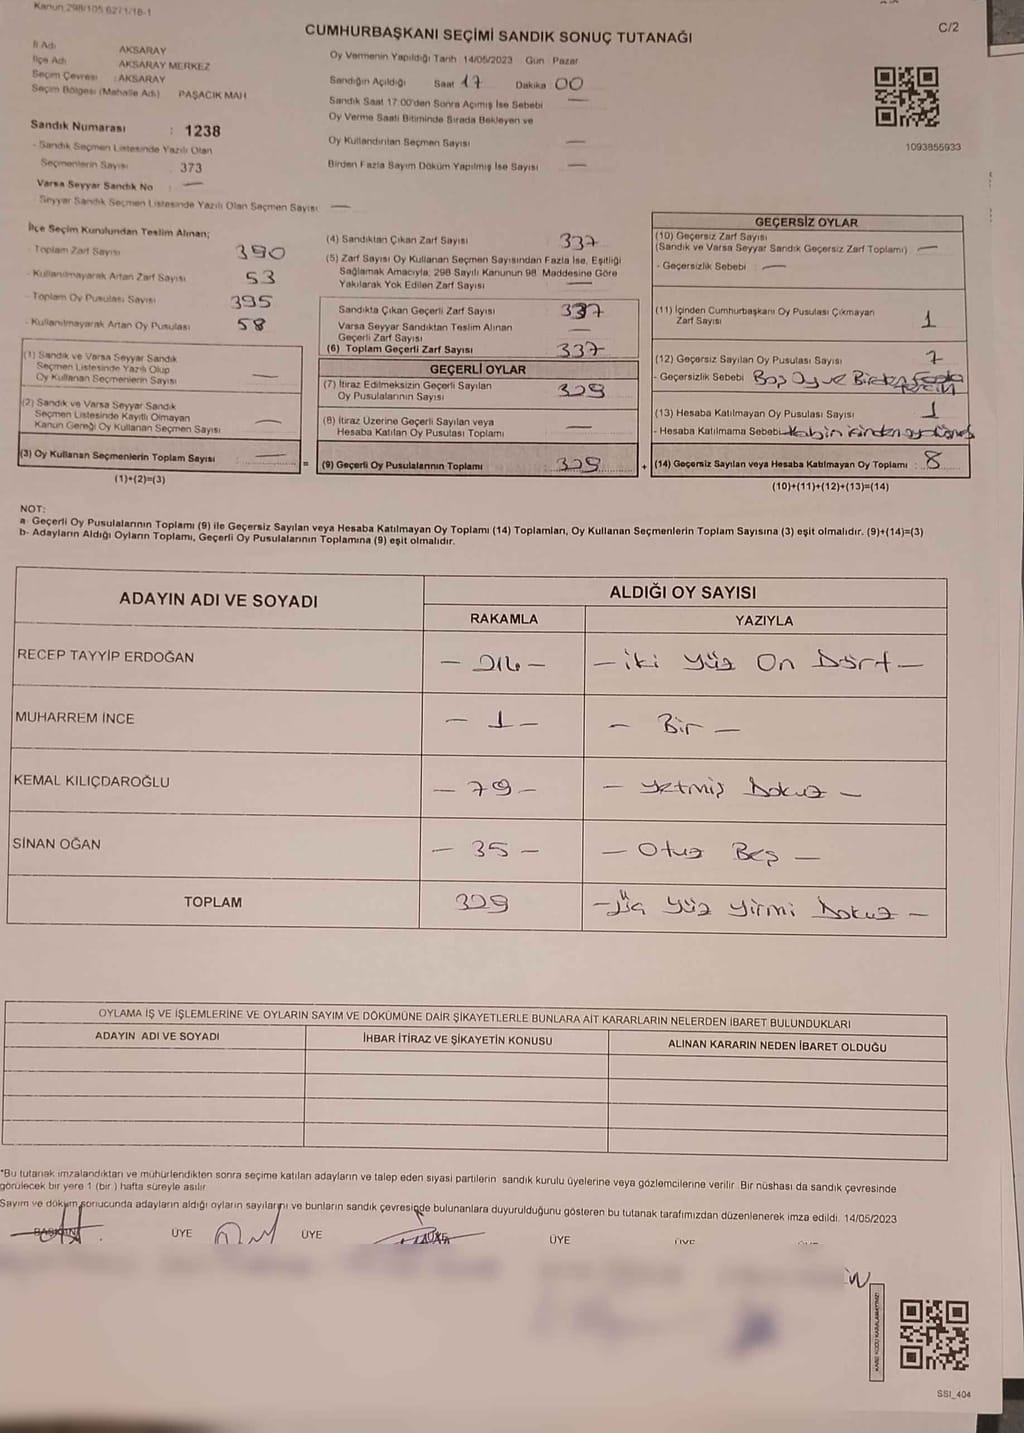 Kanun 298/105 6271/18-1
C/2
CUMHURBAŞKANI SEÇİMİ SANDIK SONUÇ TUTANAĞI
İl Adı AKSARAY
İlçe Adı AKSARAY MERKEZ
Seçim Çevresi : AKSARAY
Seçim Bölgesi (Mahalle Adı) PAŞACIK MAH
Sandık Numarası : 1238
- Sandık Seçmen Listesinde Yazılı Olan
Seçmenlerin Sayısı 373
Varsa Seyyar Sandık No : —
- Seyyar Sandık Seçmen Listesinde Yazılı Olan Seçmen Sayısı —
Oy Vermenin Yapıldığı Tarih 14/05/2023 Gün Pazar
Sandığın Açıldığı Saat 17 Dakika 00
Sandık Saat 17:00'den Sonra Açımış İse Sebebi —
Oy Verme Saati Bitiminde Sırada Bekleyen ve
Oy Kullandırılan Seçmen Sayısı —
Birden Fazla Sayım Döküm Yapılmış İse Sayısı —
1093855933
İlçe Seçim Kurulundan Teslim Alınan;
- Toplam Zarf Sayısı 390
- Kullanılmayarak Artan Zarf Sayısı 53
- Toplam Oy Pusulası Sayısı 395
- Kullanılmayarak Artan Oy Pusulası 58
(1) Sandık ve Varsa Seyyar Sandık
Seçmen Listesinde Yazılı Olup
Oy Kullanan Seçmenlerin Sayısı —
(2) Sandık ve Varsa Seyyar Sandık
Seçmen Listesinde Kayıtlı Olmayan
Kanun Gereği Oy Kullanan Seçmen Sayısı —
(3) Oy Kullanan Seçmenlerin Toplam Sayısı : —
(1)+(2)=(3)
=
(4) Sandıktan Çıkan Zarf Sayısı 337
(5) Zarf Sayısı Oy Kullanan Seçmen Sayısından Fazla İse, Eşitliği
Sağlamak Amacıyla; 298 Sayılı Kanunun 98 Maddesine Göre
Yakılarak Yok Edilen Zarf Sayısı —
Sandıkta Çıkan Geçerli Zarf Sayısı 337
Varsa Seyyar Sandıktan Teslim Alınan
Geçerli Zarf Sayısı —
(6) Toplam Geçerli Zarf Sayısı 337
GEÇERLİ OYLAR
(7) İtiraz Edilmeksizin Geçerli Sayılan
Oy Pusulalarının Sayısı 329
(8) İtiraz Üzerine Geçerli Sayılan veya
Hesaba Katılan Oy Pusulası Toplamı —
(9) Geçerli Oy Pusulalarının Toplamı 329
+
GEÇERSİZ OYLAR
(10) Geçersiz Zarf Sayısı
(Sandık ve Varsa Seyyar Sandık Geçersiz Zarf Toplamı) —
- Geçersizlik Sebebi : —
(11) İçinden Cumhurbaşkanı Oy Pusulası Çıkmayan
Zarf Sayısı 1
(12) Geçersiz Sayılan Oy Pusulası Sayısı 7
- Geçersizlik Sebebi Boş Oy ve Birden Fazla
(13) Hesaba Katılmayan Oy Pusulası Sayısı 1
- Hesaba Katılmama Sebebi
(14) Geçersiz Sayılan veya Hesaba Katılmayan Oy Toplamı : 8
(10)+(11)+(12)+(13)=(14)
NOT:
a- Geçerli Oy Pusulalarının Toplamı (9) ile Geçersiz Sayılan veya Hesaba Katılmayan Oy Toplamı (14) Toplamları, Oy Kullanan Seçmenlerin Toplam Sayısına (3) eşit olmalıdır. (9)+(14)=(3)
b- Adayların Aldığı Oyların Toplamı, Geçerli Oy Pusulalarının Toplamına (9) eşit olmalıdır.
ADAYIN ADI VE SOYADI
ALDIĞI OY SAYISI
RAKAMLA YAZIYLA
RECEP TAYYİP ERDOĞAN — 214 — — iki Yüz On Dört —
MUHARREM İNCE — 1 — — Bir —
KEMAL KILIÇDAROĞLU — 79 — — Yetmiş Dokuz —
SİNAN OĞAN — 35 — — Otuz Beş —
TOPLAM 329 — Üç Yüz Yirmi Dokuz —
OYLAMA İŞ VE İŞLEMLERİNE VE OYLARIN SAYIM VE DÖKÜMÜNE DAİR ŞİKAYETLERLE BUNLARA AİT KARARLARIN NELERDEN İBARET BULUNDUKLARI
ADAYIN ADI VE SOYADI İHBAR İTİRAZ VE ŞİKAYETİN KONUSU ALINAN KARARIN NEDEN İBARET OLDUĞU
*Bu tutanak imzalandıktan ve mühürlendikten sonra seçime katılan adayların ve talep eden siyasi partilerin sandık kurulu üyelerine veya gözlemcilerine verilir. Bir nüshası da sandık çevresinde
görülecek bir yere 1 (bir ) hafta süreyle asılır.
Sayım ve döküm sonucunda adayların aldığı oyların sayılarını ve bunların sandık çevresinde bulunanlara duyurulduğunu gösteren bu tutanak tarafımızdan düzenlenerek imza edildi. 14/05/2023
BAŞKAN ÜYE ÜYE ÜYE
SSI_404